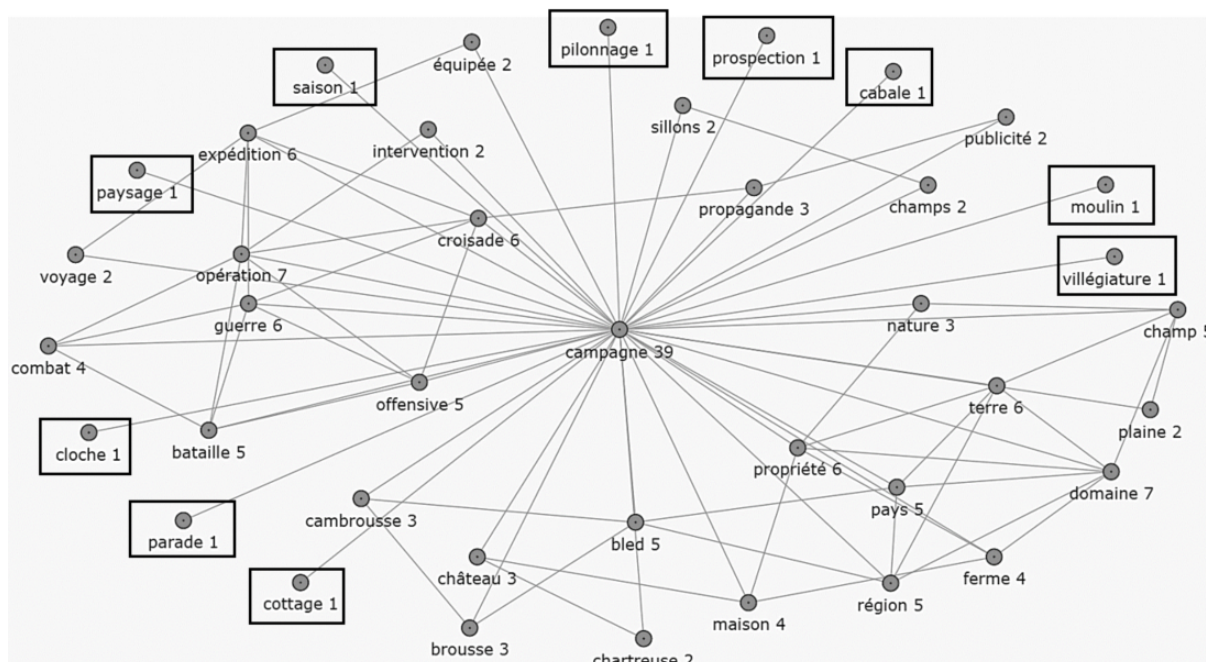 pilonnage 1
prospection 1
équipée 2
saison 1
cabale 1
sillons 2
publicité 2
expédition 6
intervention 2
paysage 1
propagande 3
champs 2
moulin 1
croisade 6
voyage 2
opération 7
villégiature 1
guerre 6
nature 3
champ 5
combat 4
campagne 39
offensive 5
terre 6
plaine 2
cloche 1
bataille 5
propriété 6
domaine 7
pays 5
parade 1
cambrousse 3
bled 5
château 3
ferme 4
cottage 1
région 5
maison 4
brousse 3
chartreuse 2